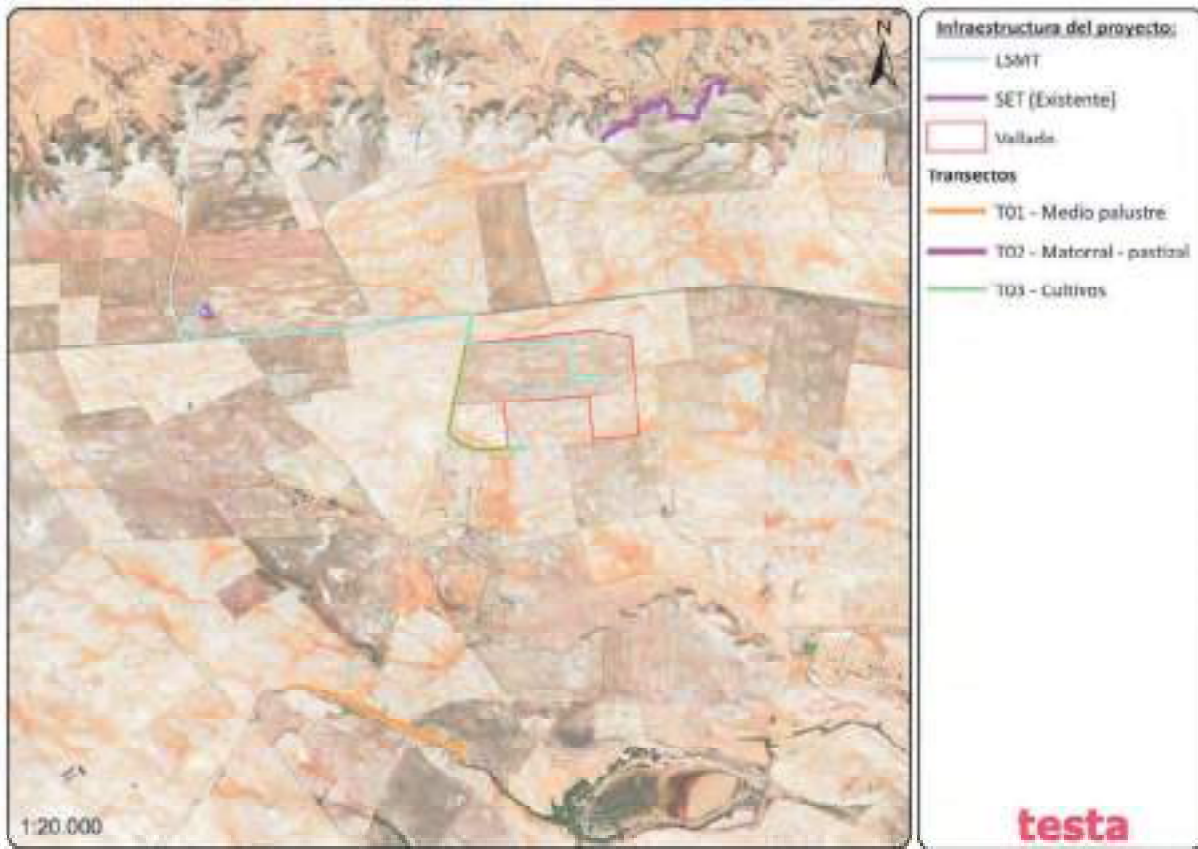 N
1:20.000
Infraestructura del proyecto:
LSMT
SET (Existente)
Vallado
Transectos
T01 - Medio palustre
T02 - Matorral - pastizal
T03 - Cultivos
testa